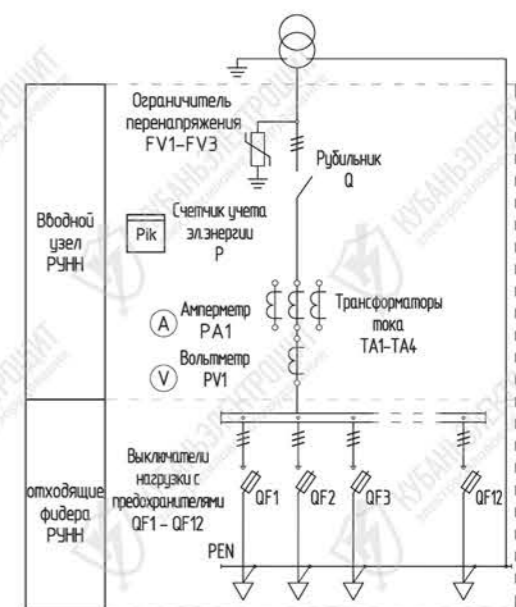 Ограничитель
перенапряжения
FV1-FV3
Рубильник
Q
Вводной
узел
РУНН
Pik
Счетчик учета
эл.энергии
P
A
Амперметр
PA1
Трансформаторы
тока
TA1-TA4
V
Вольтметр
PV1
отходящие
фидера
РУНН
Выключатели
нагрузки с
предохранителями
QF1 - QF12
QF1
QF2
QF3
QF12
PEN
КУБАНЬЭЛЕКТРОЩИТ